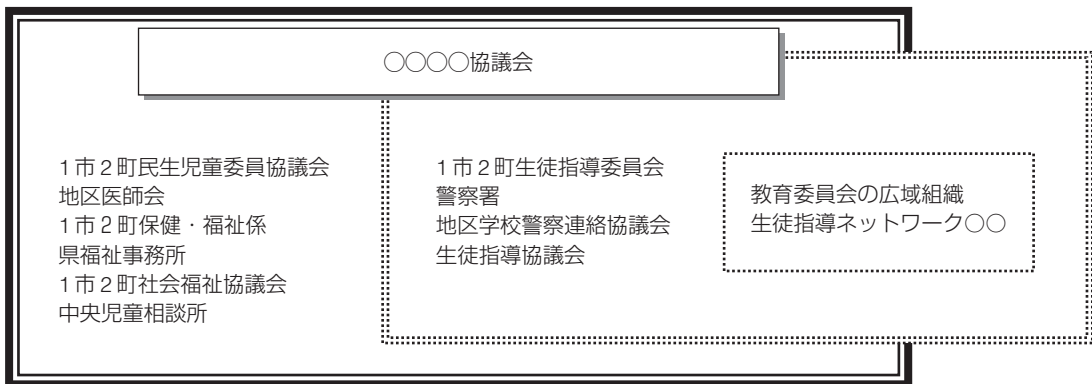 ○○○○協議会
1市2町民生児童委員協議会
地区医師会
1市2町保健・福祉係
県福祉事務所
1市2町社会福祉協議会
中央児童相談所
1市2町生徒指導委員会
警察署
地区学校警察連絡協議会
生徒指導協議会
教育委員会の広域組織
生徒指導ネットワーク○○